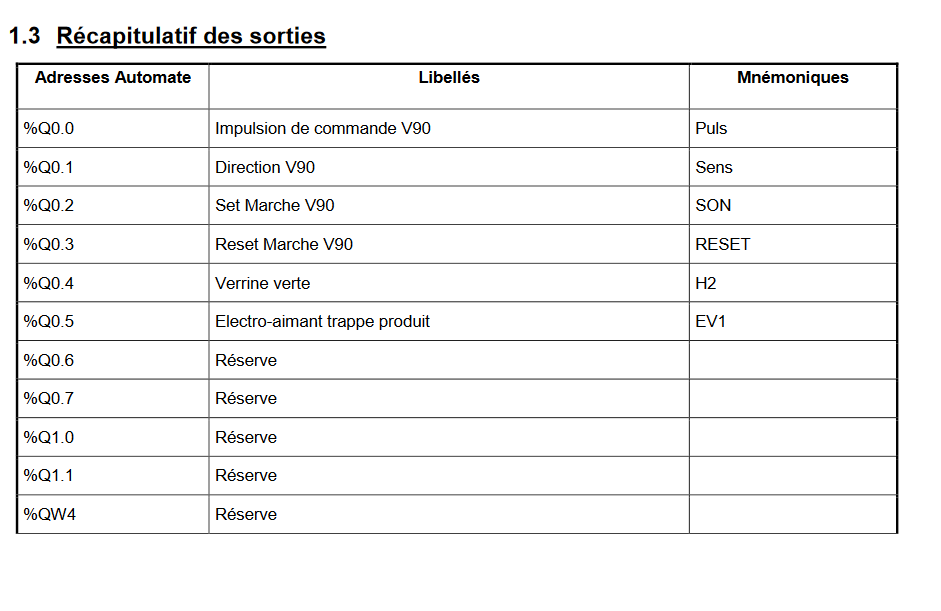 1.3 Récapitulatif des sorties
Adresses Automate Libellés Mnémoniques
%Q0.0 Impulsion de commande V90 Puls
%Q0.1 Direction V90 Sens
%Q0.2 Set Marche V90 SON
%Q0.3 Reset Marche V90 RESET
%Q0.4 Verrine verte H2
%Q0.5 Electro-aimant trappe produit EV1
%Q0.6 Réserve
%Q0.7 Réserve
%Q1.0 Réserve
%Q1.1 Réserve
%QW4 Réserve